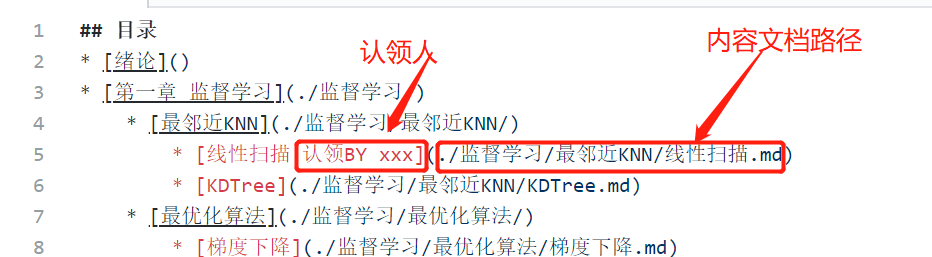 认领人
内容文档路径
1 ## 目录
2 * [绪论]()
3 * [第一章 监督学习](./监督学习/)
4 * [最邻近KNN](./监督学习/最邻近KNN/)
5 * [线性扫描 认领BY xxx](./监督学习/最邻近KNN/线性扫描.md)
6 * [KDTree](./监督学习/最邻近KNN/KDTree.md)
7 * [最优化算法](./监督学习/最优化算法/)
8 * [梯度下降](./监督学习/最优化算法/梯度下降.md)